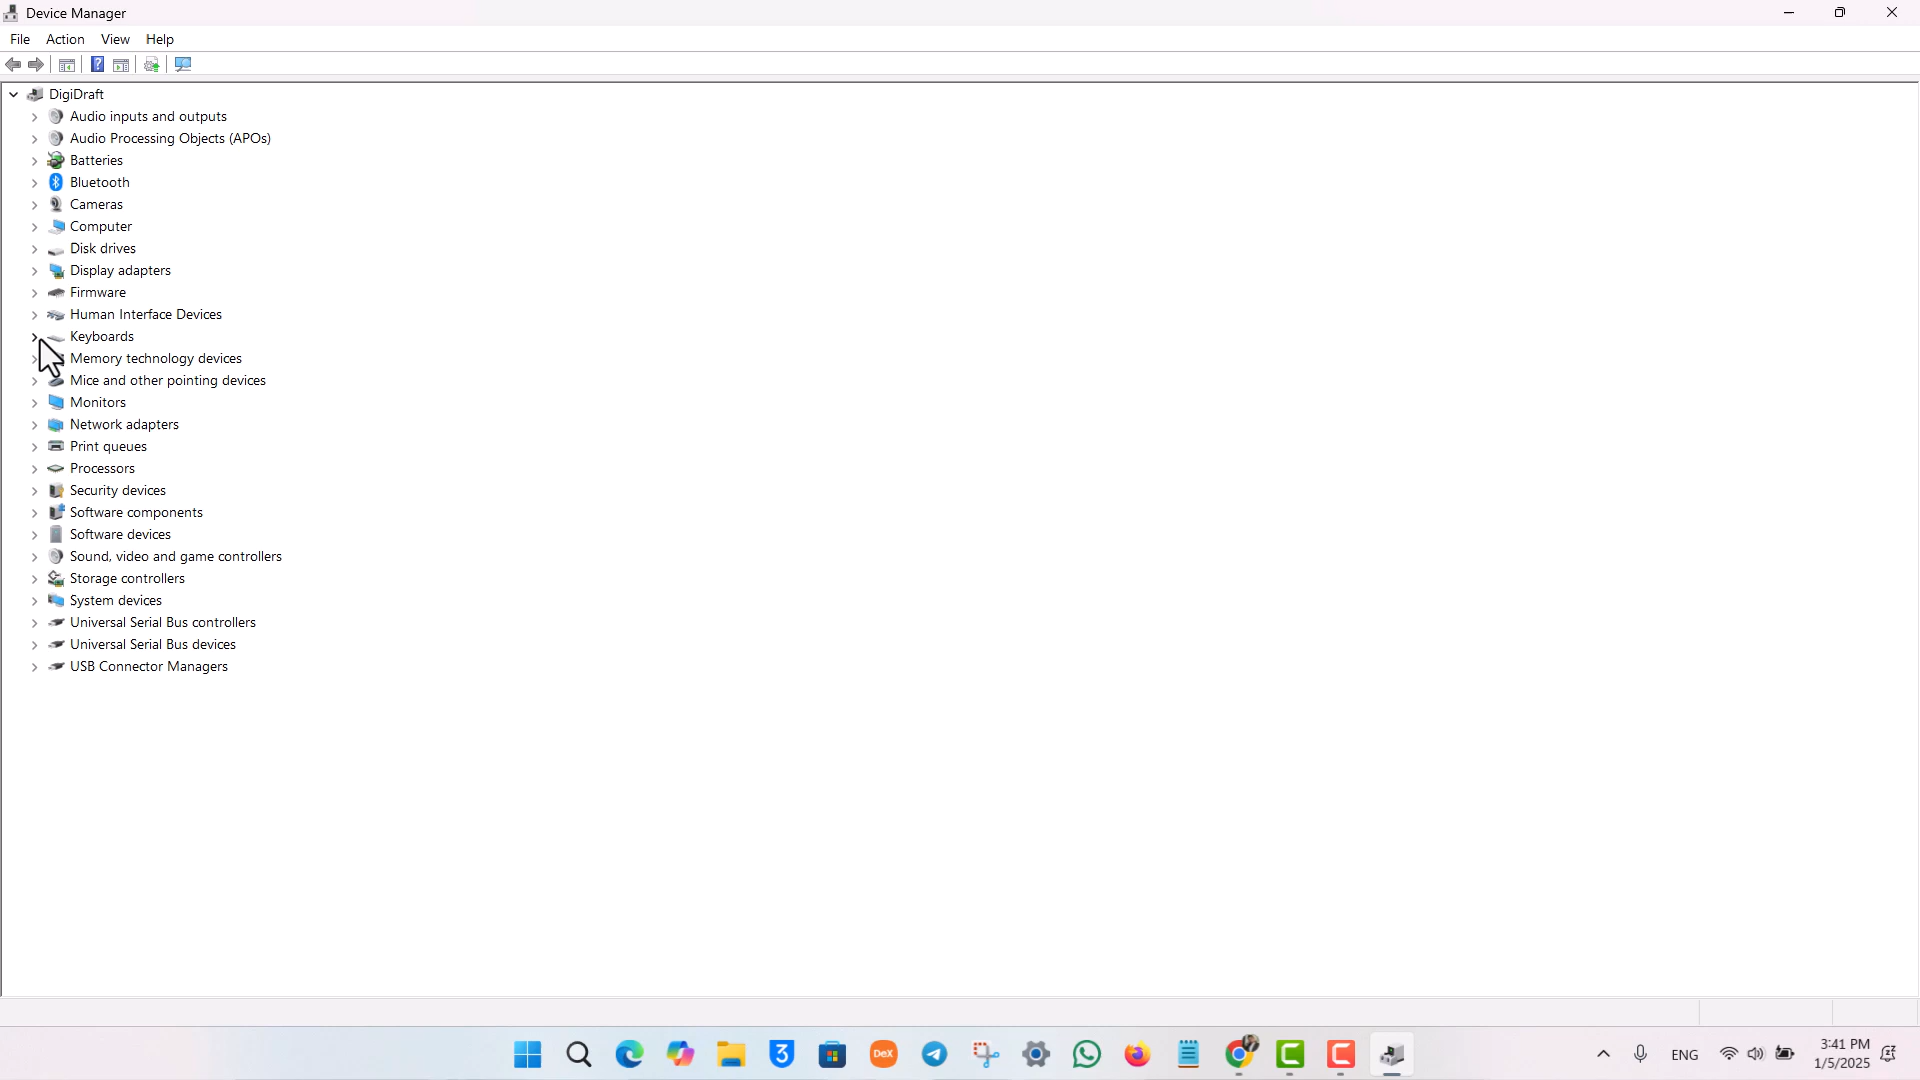 Device Manager
File Action View Help
DigiDraft
Audio inputs and outputs
Audio Processing Objects (APOs)
Batteries
Bluetooth
Cameras
Computer
Disk drives
Display adapters
Firmware
Human Interface Devices
Keyboards
Memory technology devices
Mice and other pointing devices
Monitors
Network adapters
Print queues
Processors
Security devices
Software components
Software devices
Sound, video and game controllers
Storage controllers
System devices
Universal Serial Bus controllers
Universal Serial Bus devices
USB Connector Managers
3 DeX ENG 3:41 PM
1/5/2025